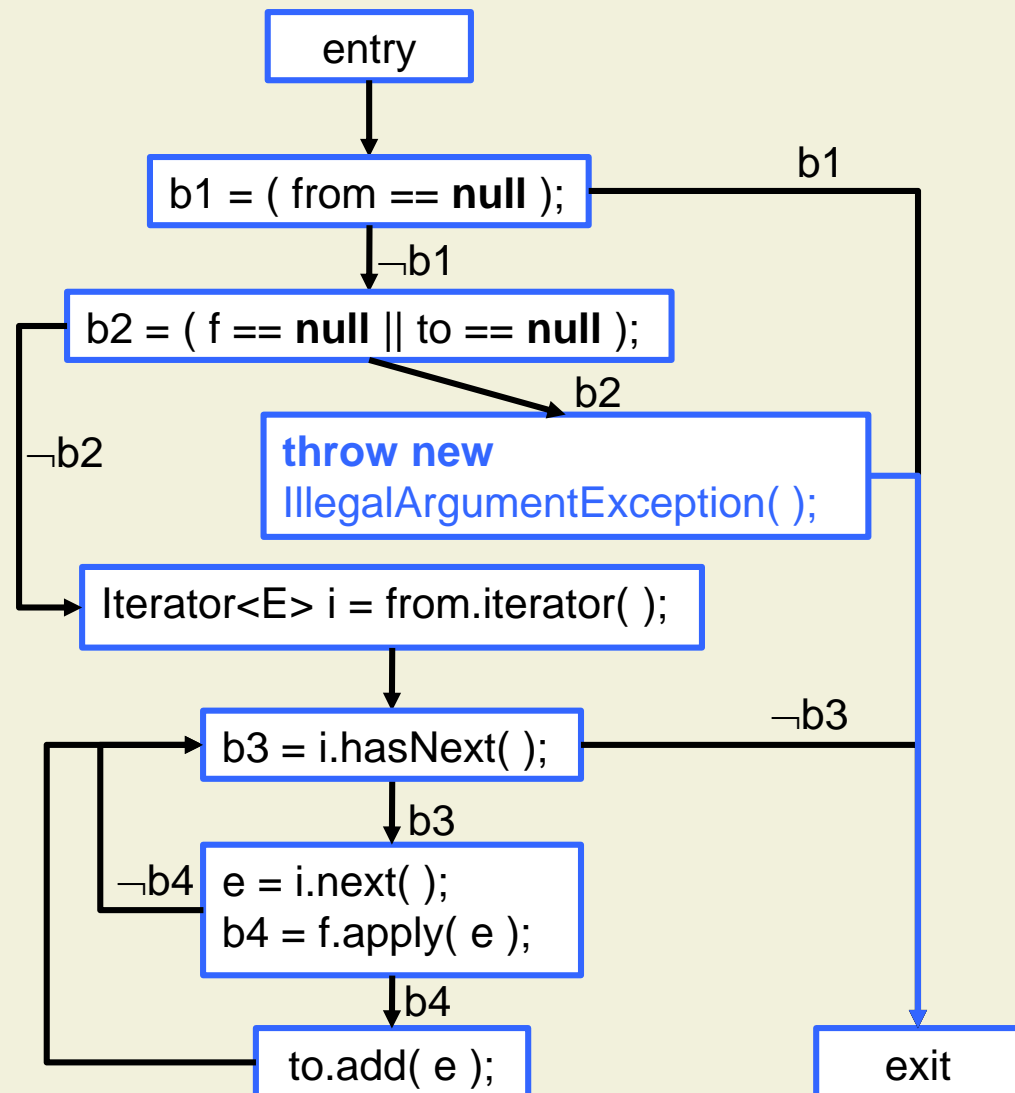 entry
b1 = ( from == null );
b1
¬b1
b2 = ( f == null || to == null );
b2
¬b2
throw new
IllegalArgumentException( );
Iterator<E> i = from.iterator( );
b3 = i.hasNext( );
¬b3
b3
¬b4
e = i.next( );
b4 = f.apply( e );
b4
to.add( e );
exit